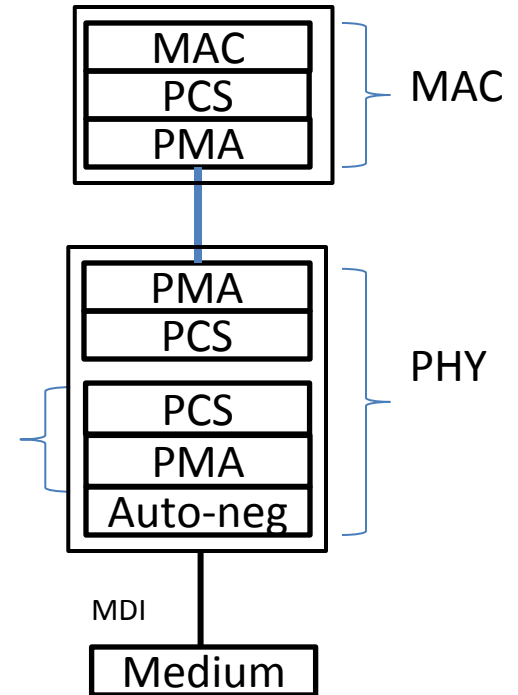 MAC
PCS
PMA
MAC
PMA
PCS
PCS
PMA
Auto-neg
PHY
MDI
Medium